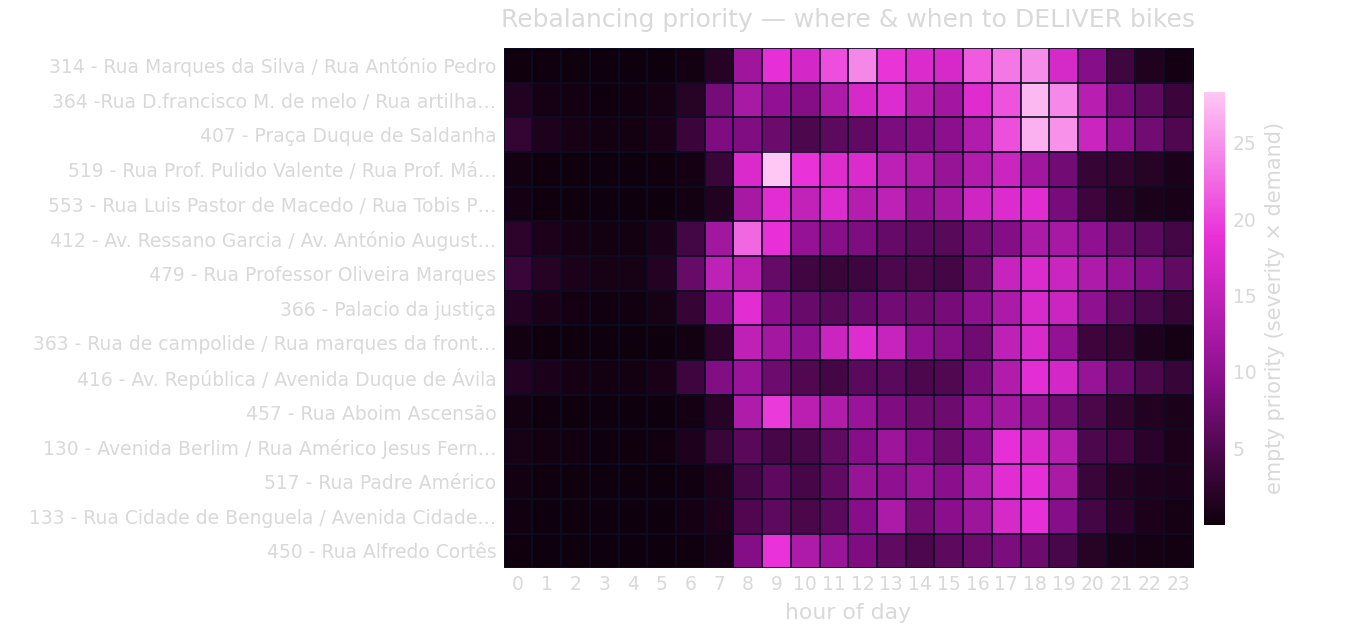 Rebalancing priority — where & when to DELIVER bikes
314 - Rua Marques da Silva / Rua António Pedro
364 -Rua D.francisco M. de melo / Rua artilha…
407 - Praça Duque de Saldanha
519 - Rua Prof. Pulido Valente / Rua Prof. Má…
553 - Rua Luis Pastor de Macedo / Rua Tobis P…
412 - Av. Ressano Garcia / Av. António August…
479 - Rua Professor Oliveira Marques
366 - Palacio da justiça
363 - Rua de campolide / Rua marques da front…
416 - Av. República / Avenida Duque de Ávila
457 - Rua Aboim Ascensão
130 - Avenida Berlim / Rua Américo Jesus Fern…
517 - Rua Padre Américo
133 - Rua Cidade de Benguela / Avenida Cidade…
450 - Rua Alfredo Cortês
0 1 2 3 4 5 6 7 8 9 10 11 12 13 14 15 16 17 18 19 20 21 22 23
hour of day
25
20
15
10
5
empty priority (severity × demand)